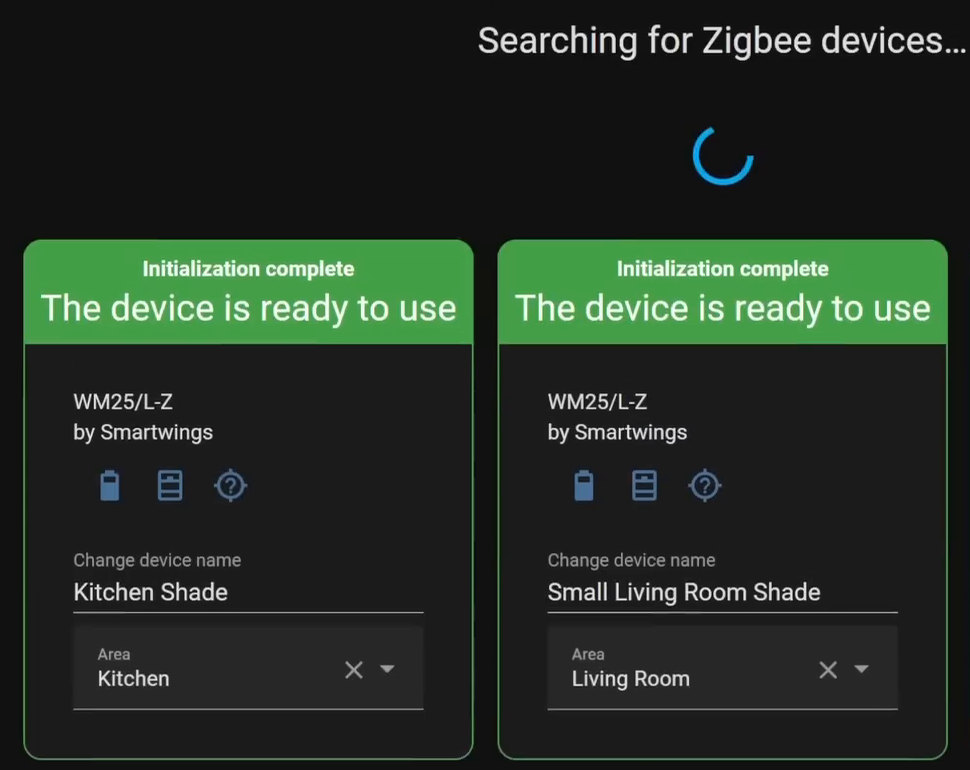 Searching for Zigbee devices…
Initialization complete
The device is ready to use
WM25/L-Z
by Smartwings
Change device name
Kitchen Shade
Area
Kitchen
Initialization complete
The device is ready to use
WM25/L-Z
by Smartwings
Change device name
Small Living Room Shade
Area
Living Room